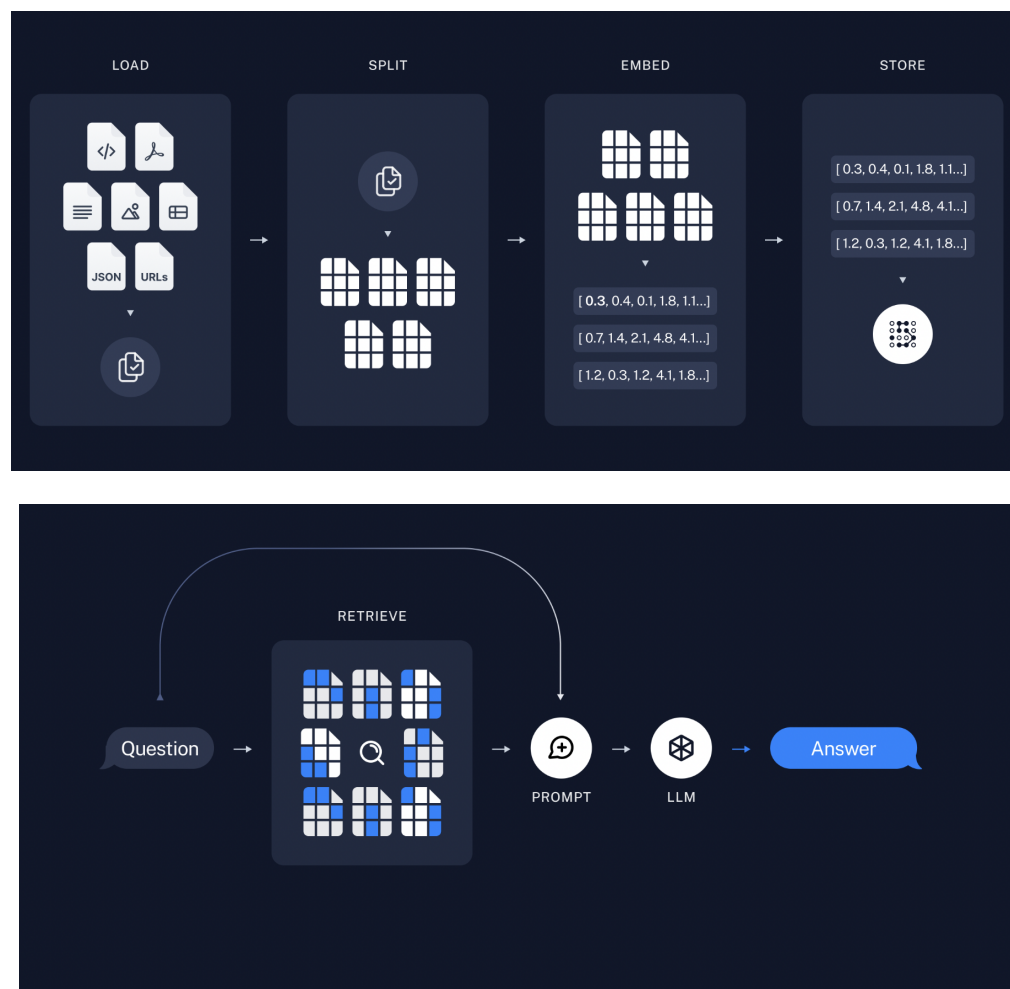 LOAD
SPLIT
EMBED
STORE
JSON
URLs
[ 0.3, 0.4, 0.1, 1.8, 1.1...]
[ 0.7, 1.4, 2.1, 4.8, 4.1...]
[ 1.2, 0.3, 1.2, 4.1, 1.8...]
[ 0.3, 0.4, 0.1, 1.8, 1.1...]
[ 0.7, 1.4, 2.1, 4.8, 4.1...]
[ 1.2, 0.3, 1.2, 4.1, 1.8...]
RETRIEVE
Question
PROMPT
LLM
Answer